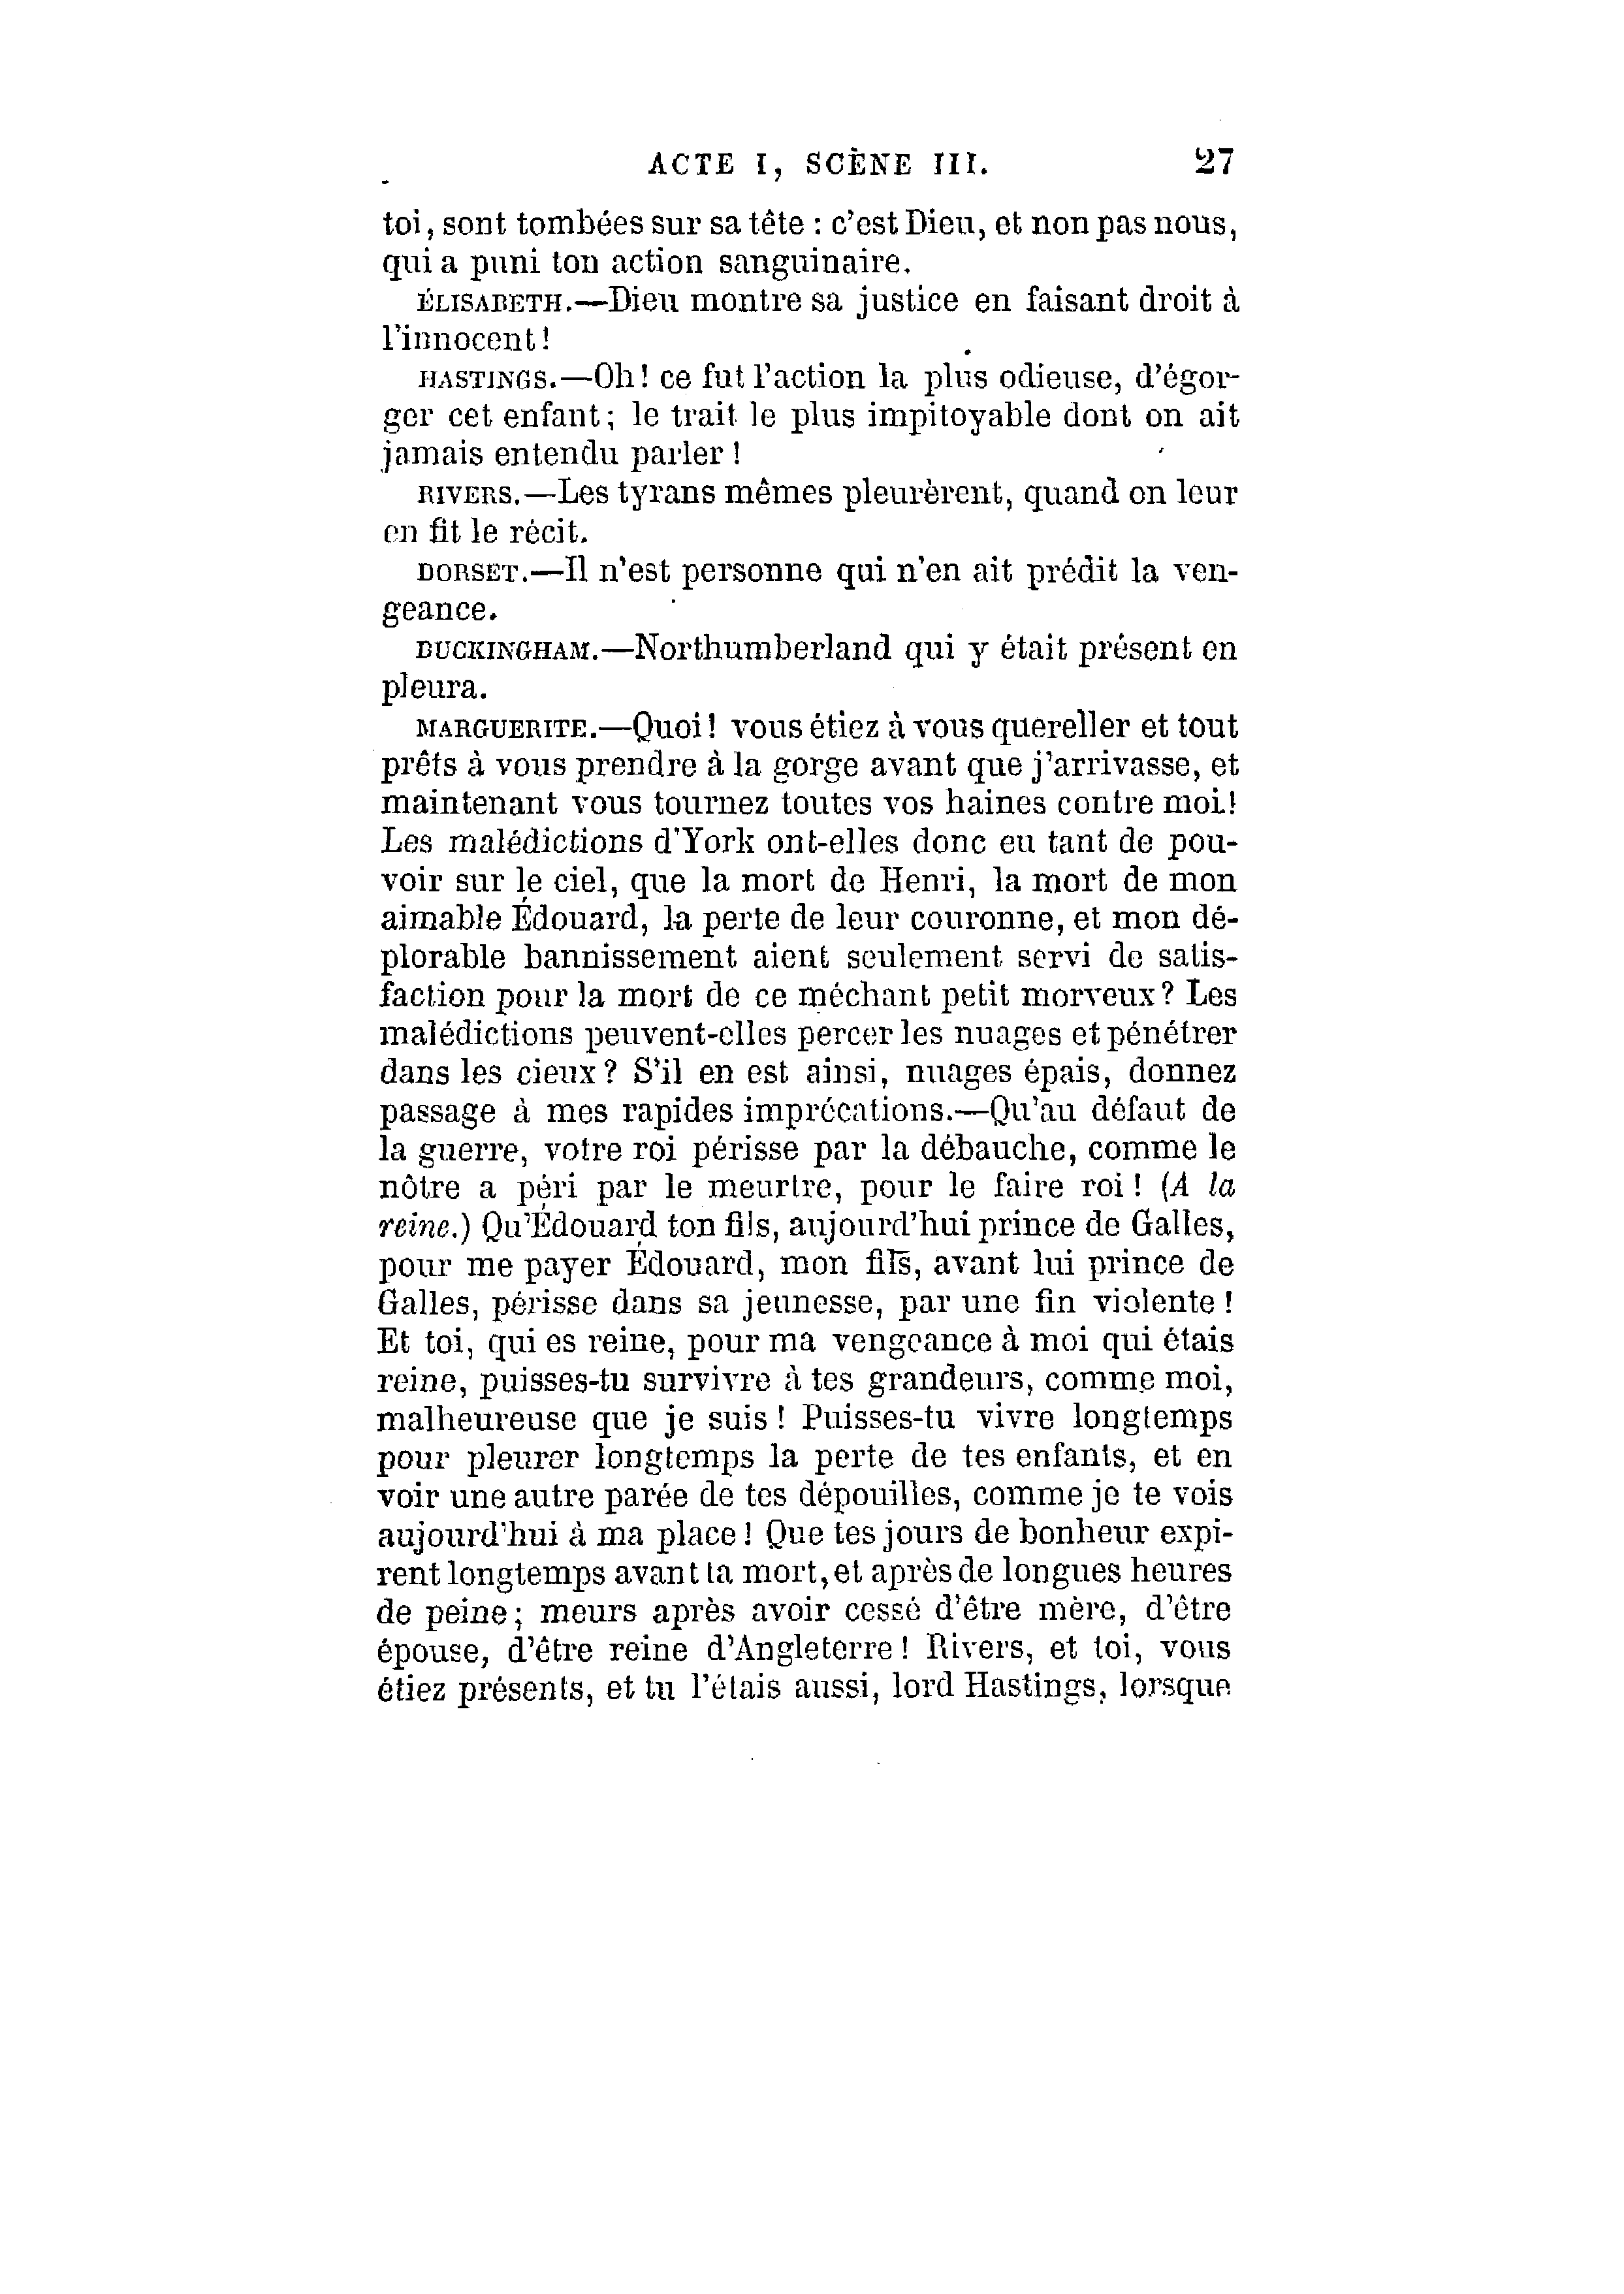 ACTE I, SCÈNE III. 27
toi, sont tombées sur sa tête : c'est Dieu, et non pas nous,
qui a puni ton action sanguinaire.
ÉLISABETH.—Dieu montre sa justice en faisant droit à
l'innocent !
HASTINGS.—Oh ! ce fut l'action la plus odieuse, d'égor-
ger cet enfant ; le trait le plus impitoyable dont on ait
jamais entendu parler !
RIVERS.—Les tyrans mêmes pleurèrent, quand on leur
en fit le récit.
DORSET.—Il n'est personne qui n'en ait prédit la ven-
geance.
BUCKINGHAM.—Northumberland qui y était présent en
pleura.
MARGUERITE.—Quoi ! vous étiez à vous quereller et tout
prêts à vous prendre à la gorge avant que j'arrivasse, et
maintenant vous tournez toutes vos haines contre moi !
Les malédictions d'York ont-elles donc eu tant de pou-
voir sur le ciel, que la mort de Henri, la mort de mon
aimable Édouard, la perte de leur couronne, et mon dé-
plorable bannissement aient seulement servi de satis-
faction pour la mort de ce méchant petit morveux ? Les
malédictions peuvent-elles percer les nuages et pénétrer
dans les cieux ? S'il en est ainsi, nuages épais, donnez
passage à mes rapides imprécations.—Qu'au défaut de
la guerre, votre roi périsse par la débauche, comme le
nôtre a péri par le meurtre, pour le faire roi ! (A la
reine.) Qu'Édouard ton fils, aujourd'hui prince de Galles,
pour me payer Édouard, mon fils, avant lui prince de
Galles, périsse dans sa jeunesse, par une fin violente !
Et toi, qui es reine, pour ma vengeance à moi qui étais
reine, puisses-tu survivre à tes grandeurs, comme moi,
malheureuse que je suis ! Puisses-tu vivre longtemps
pour pleurer longtemps la perte de tes enfants, et en
voir une autre parée de tes dépouilles, comme je te vois
aujourd'hui à ma place ! Que tes jours de bonheur expi-
rent longtemps avant ta mort, et après de longues heures
de peine ; meurs après avoir cessé d'être mère, d'être
épouse, d'être reine d'Angleterre ! Rivers, et toi, vous
étiez présents, et tu l'étais aussi, lord Hastings, lorsque